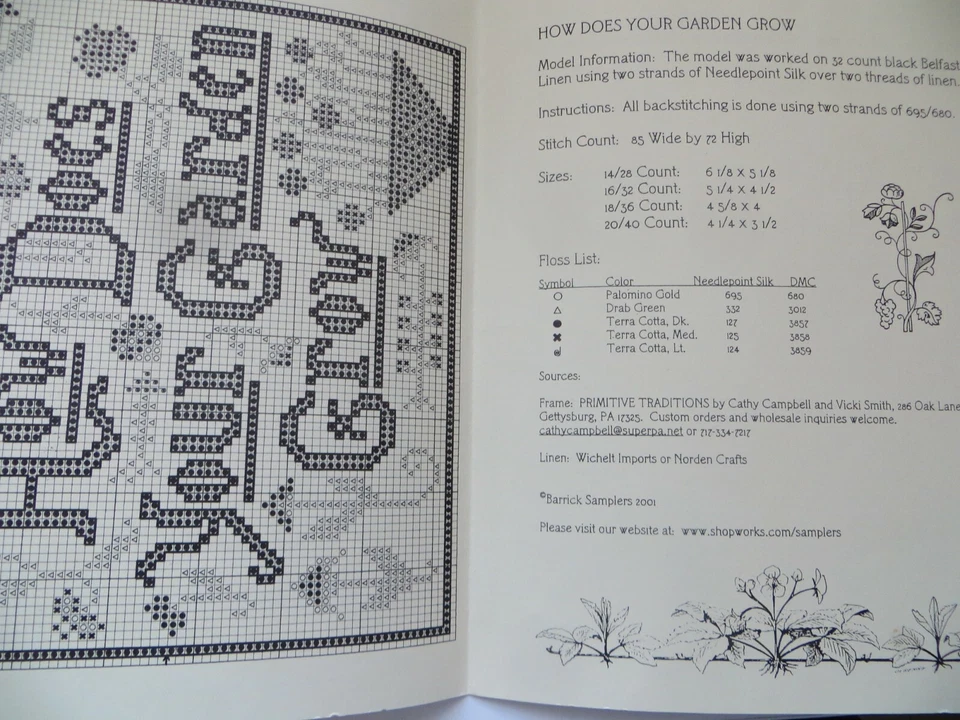 HOW DOES YOUR GARDEN GROW
Model Information: The model was worked on 32 count black Belfast
Linen using two strands of Needlepoint Silk over two threads of linen.
Instructions: All backstitching is done using two strands of 695/680.
Stitch Count: 85 Wide by 72 High
Sizes: 14/28 Count: 6 1/8 X 5 1/8
16/32 Count: 5 1/4 X 4 1/2
18/36 Count: 4 5/8 X 4
20/40 Count: 4 1/4 X 3 1/2
Floss List:
Symbol Color Needlepoint Silk DMC
Palomino Gold 695 680
Drab Green 332 3012
Terra Cotta, Dk. 127 3857
Terra Cotta, Med. 125 3858
Terra Cotta, Lt. 124 3859
Sources:
Frame: PRIMITIVE TRADITIONS by Cathy Campbell and Vicki Smith, 286 Oak Lane
Gettysburg, PA 17325. Custom orders and wholesale inquiries welcome.
cathycampbell@superpa.net or 717-334-7217
Linen: Wichelt Imports or Norden Crafts
©Barrick Samplers 2001
Please visit our website at: www.shopworks.com/samplers
Does
Your Garden
Grow